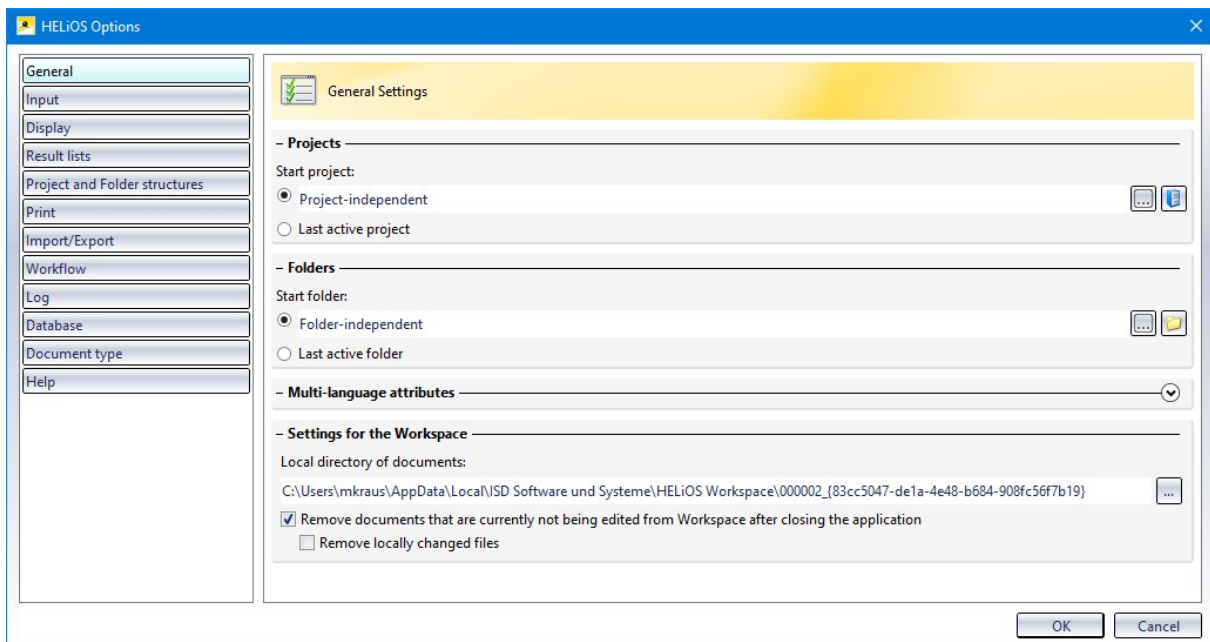 HELiOS Options
General
Input
Display
Result lists
Project and Folder structures
Print
Import/Export
Workflow
Log
Database
Document type
Help
General Settings
– Projects
Start project:
Project-independent
...
Last active project
– Folders
Start folder:
Folder-independent
...
Last active folder
– Multi-language attributes
– Settings for the Workspace
Local directory of documents:
C:\Users\mkraus\AppData\Local\ISD Software und Systeme\HELiOS Workspace\000002_{83cc5047-de1a-4e48-b684-908fc56f7b19}
...
Remove documents that are currently not being edited from Workspace after closing the application
Remove locally changed files
OK
Cancel